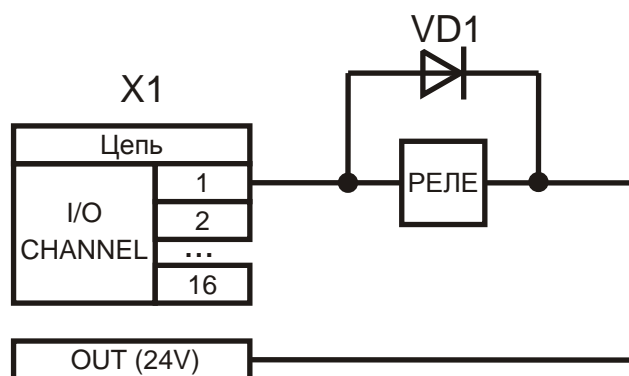 VD1
X1
Цепь
I/O
CHANNEL
1
2
...
16
РЕЛЕ
OUT (24V)